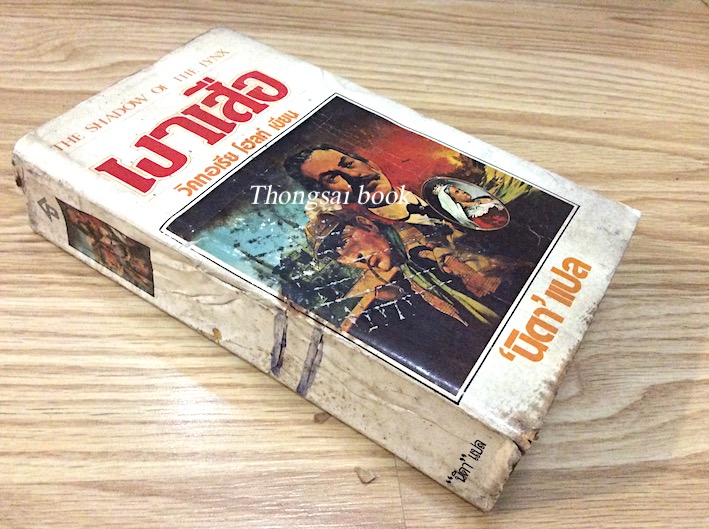 THE SHADOW OF THE LYNX
เงาเสือ
วิคทอเรีย โฮลท์ เขียน
Thongsai book
'นิดา' แปล
"นิดา" แปล